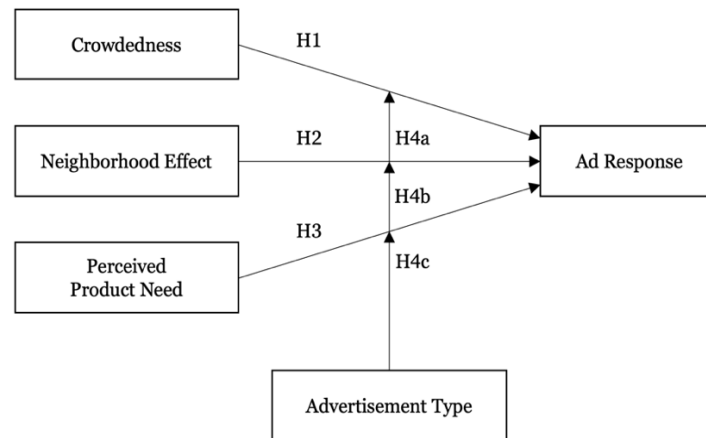 Crowdedness
H1
Neighborhood Effect
H2
H4a
Ad Response
H4b
H3
Perceived
Product Need
H4c
Advertisement Type